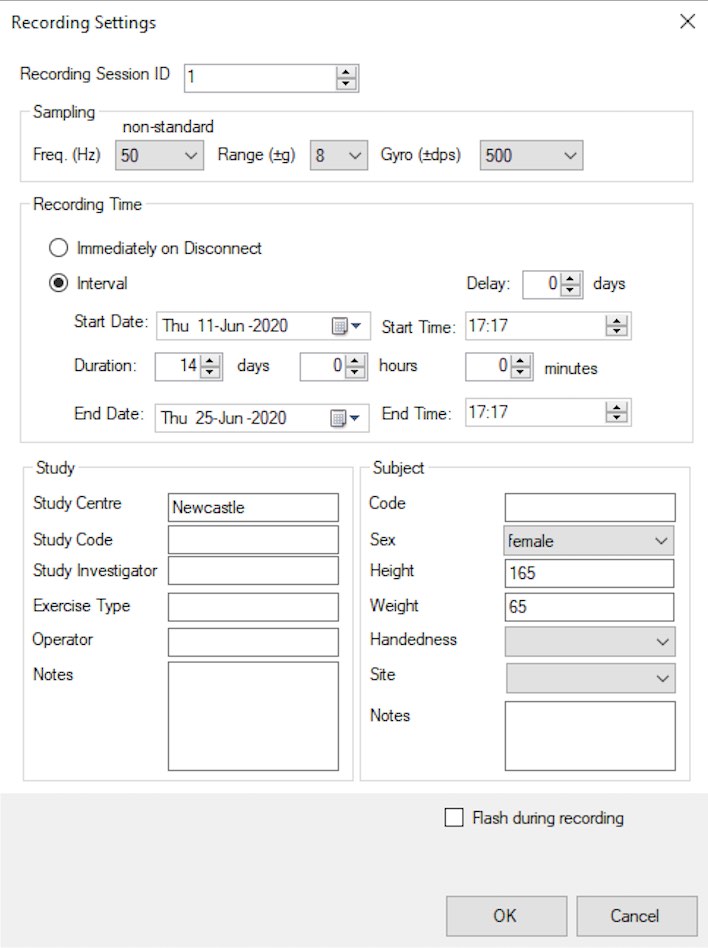 Recording Settings
Recording Session ID 1
Sampling
non-standard
Freq. (Hz) 50 Range (±g) 8 Gyro (±dps) 500
Recording Time
Immediately on Disconnect
Interval Delay: 0 days
Start Date: Thu 11-Jun-2020 Start Time: 17:17
Duration: 14 days 0 hours 0 minutes
End Date: Thu 25-Jun-2020 End Time: 17:17
Study
Study Centre Newcastle
Study Code
Study Investigator
Exercise Type
Operator
Notes
Subject
Code
Sex female
Height 165
Weight 65
Handedness
Site
Notes
Flash during recording
OK Cancel